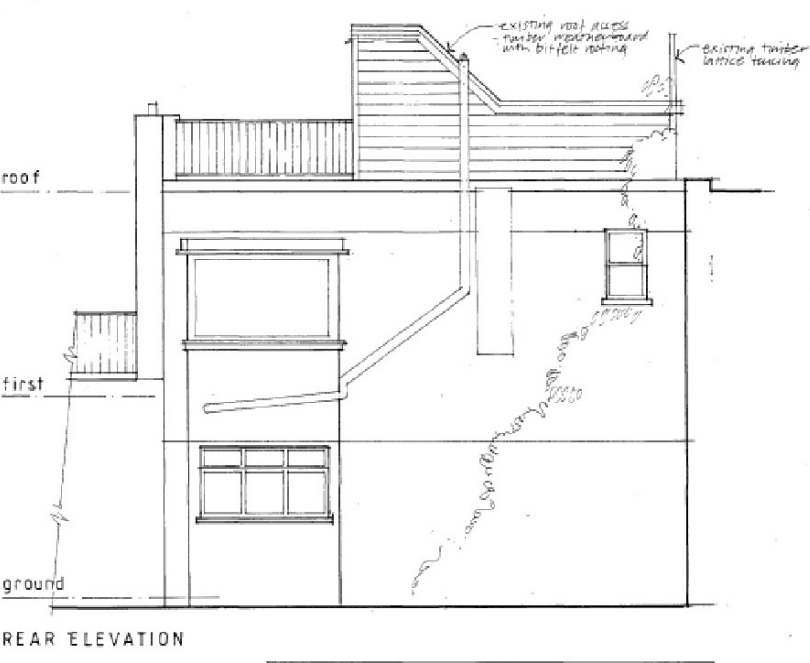 existing roof access
- timber weatherboard
with bitfelt roofing
existing timber
lattice fencing
roof
first
ground
REAR ELEVATION